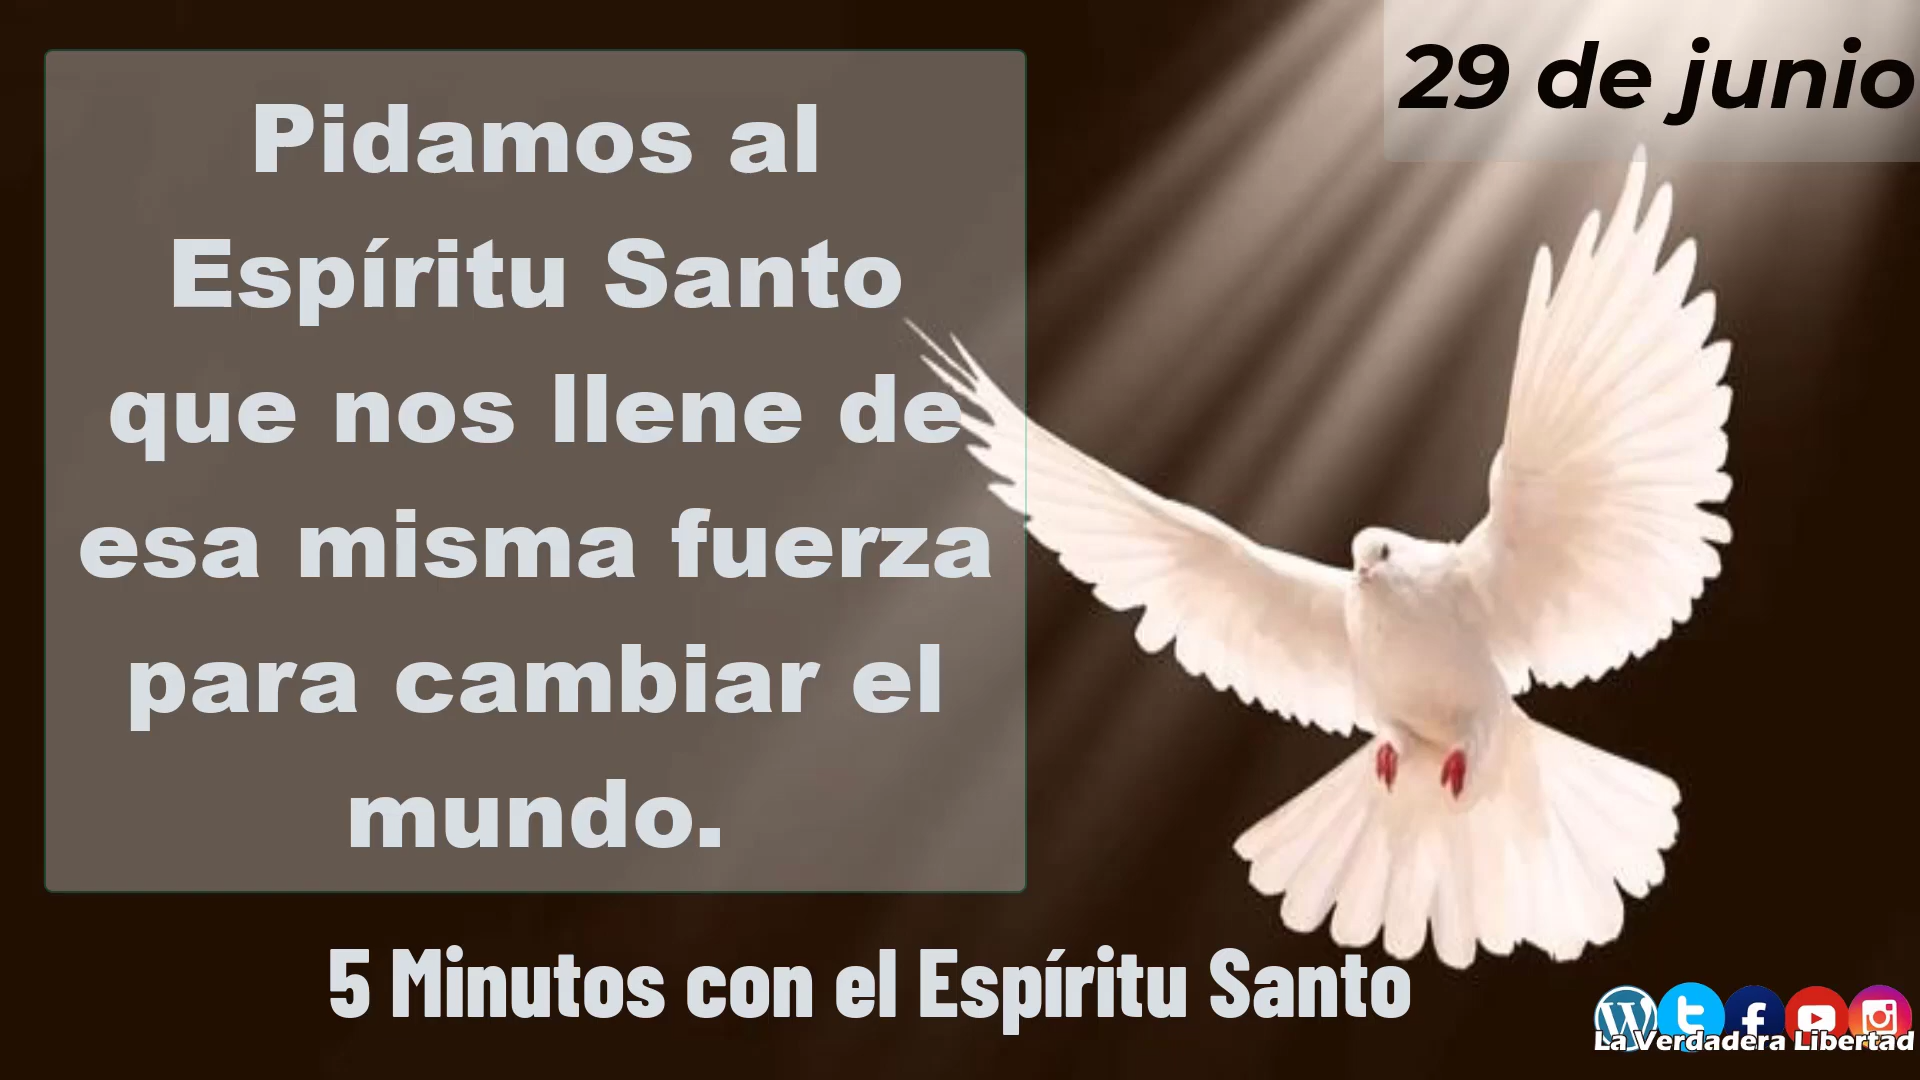 29 de junio
Pidamos al
Espíritu Santo
que nos llene de
esa misma fuerza
para cambiar el
mundo.
5 Minutos con el Espíritu Santo
La Verdadera Libertad